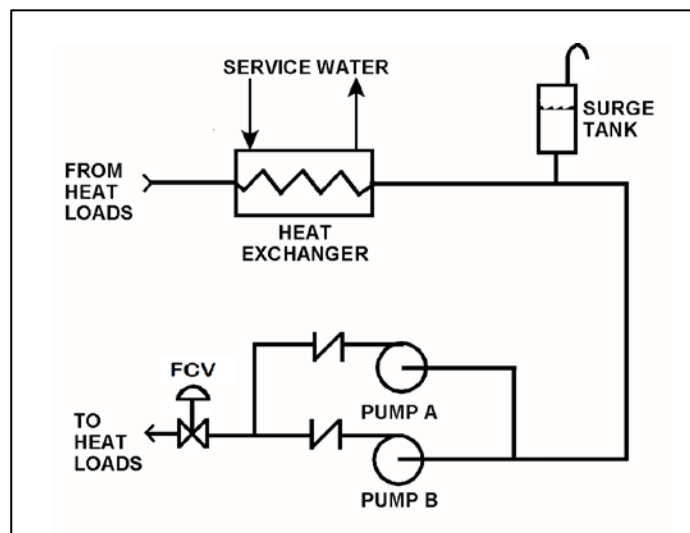 SERVICE WATER
SURGE
TANK
FROM
HEAT
LOADS
HEAT
EXCHANGER
FCV
PUMP A
TO
HEAT
LOADS
PUMP B